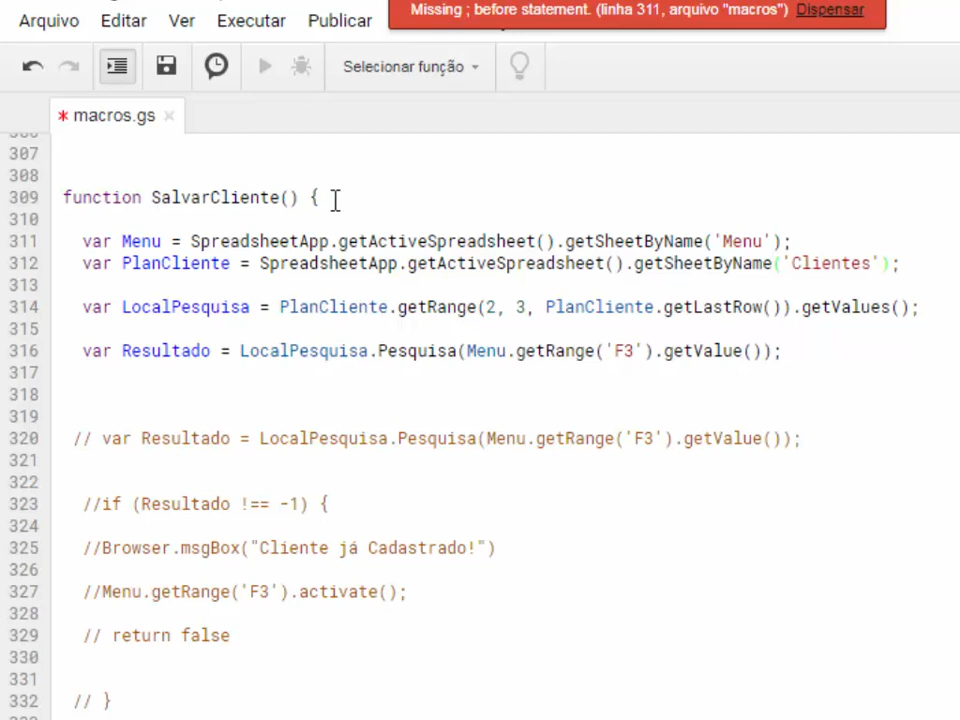 Missing ; before statement. (linha 311, arquivo "macros") Dispensar
Arquivo Editar Ver Executar Publicar
Selecionar função
* macros.gs ×
307
308
309 function SalvarCliente() {
310
311 var Menu = SpreadsheetApp.getActiveSpreadsheet().getSheetByName('Menu');
312 var PlanCliente = SpreadsheetApp.getActiveSpreadsheet().getSheetByName('Clientes');
313
314 var LocalPesquisa = PlanCliente.getRange(2, 3, PlanCliente.getLastRow()).getValues();
315
316 var Resultado = LocalPesquisa.Pesquisa(Menu.getRange('F3').getValue());
317
318
319
320 // var Resultado = LocalPesquisa.Pesquisa(Menu.getRange('F3').getValue());
321
322
323 //if (Resultado !== -1) {
324
325 //Browser.msgBox("Cliente já Cadastrado!")
326
327 //Menu.getRange('F3').activate();
328
329 // return false
330
331
332 // }